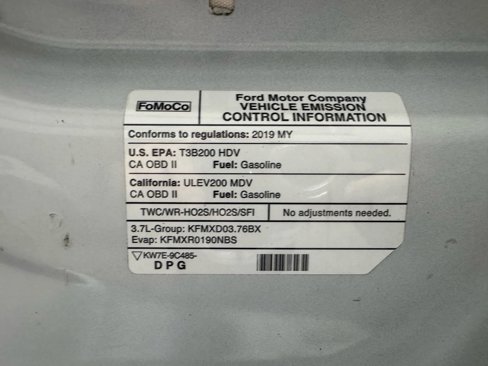 FoMoCo
Ford Motor Company
VEHICLE EMISSION
CONTROL INFORMATION
Conforms to regulations: 2019 MY
U.S. EPA: T3B200 HDV
CA OBD II Fuel: Gasoline
California: ULEV200 MDV
CA OBD II Fuel: Gasoline
TWC/WR-HO2S/HO2S/SFI No adjustments needed.
3.7L-Group: KFMXD03.76BX
Evap: KFMXR0190NBS
KW7E-9C485-
DPG